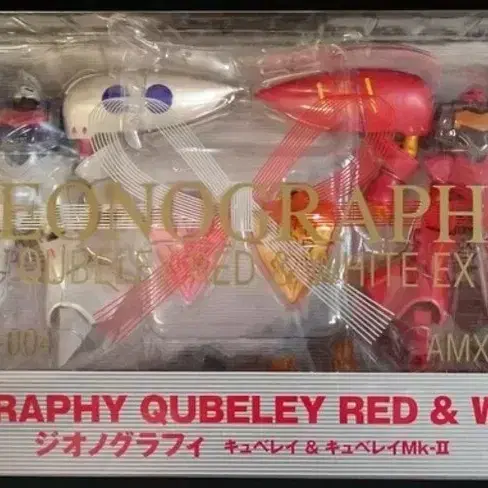 EONOGRAPH
QUBELEY RED & WHITE EX
-004
AMX
RAPHY QUBELEY RED & W
ジオノグラフィ キュベレイ & キュベレイMk-II